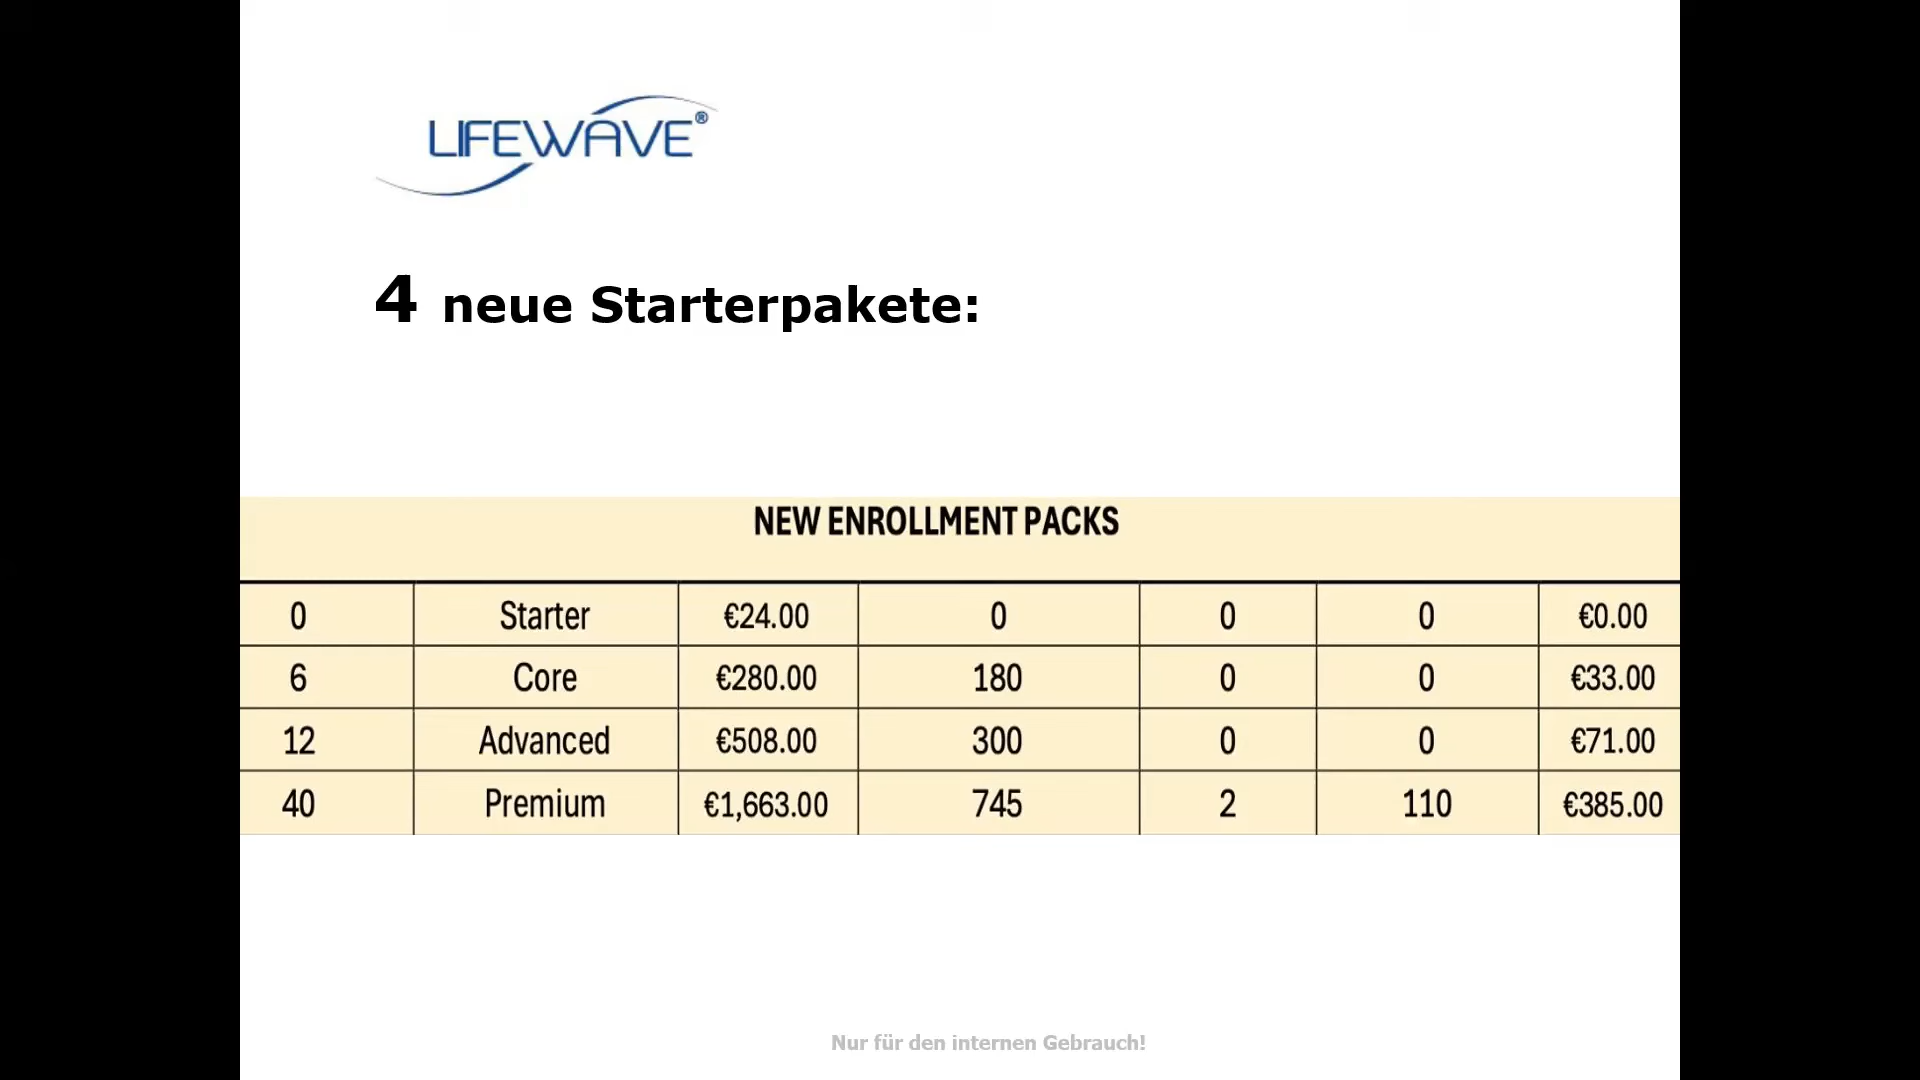 LIFEWAVE®
4 neue Starterpakete:
NEW ENROLLMENT PACKS
0 Starter €24.00 0 0 0 €0.00
6 Core €280.00 180 0 0 €33.00
12 Advanced €508.00 300 0 0 €71.00
40 Premium €1,663.00 745 2 110 €385.00
Nur für den internen Gebrauch!